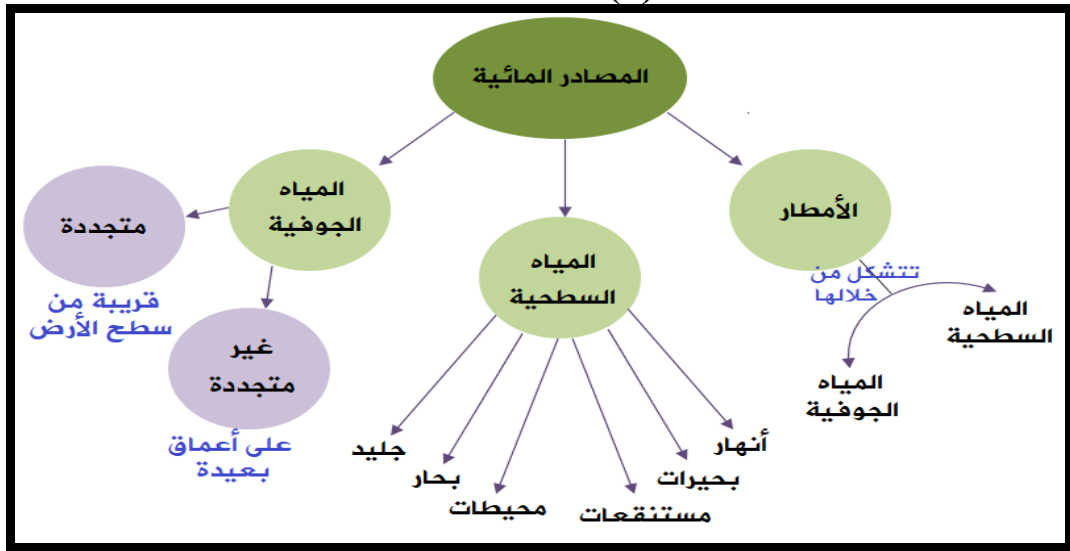 المصادر المائية
الأمطار
تتشكل من
خلالها
المياه
السطحية
المياه
الجوفية
المياه
السطحية
أنهار
بحيرات
مستنقعات
محيطات
بحار
جليد
المياه
الجوفية
متجددة
قريبة من
سطح الأرض
غير
متجددة
على أعماق
بعيدة